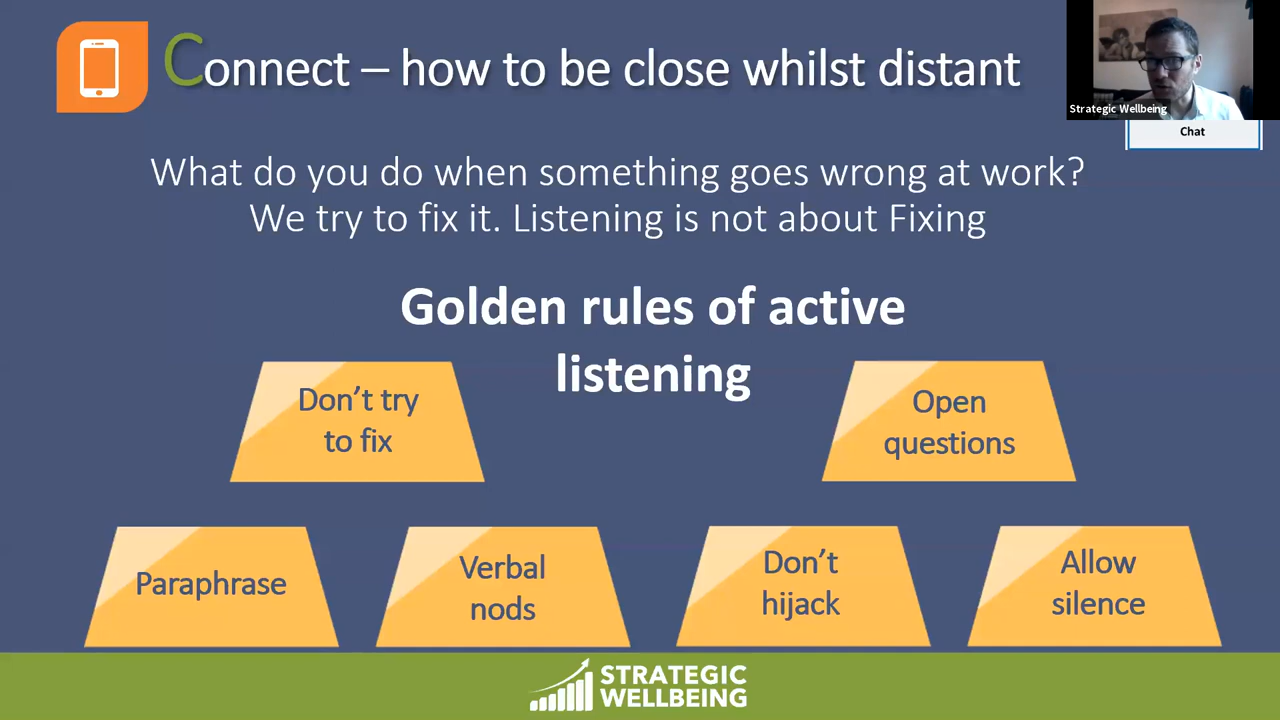 Connect – how to be close whilst distant
Strategic Wellbeing
Chat
What do you do when something goes wrong at work?
We try to fix it. Listening is not about Fixing
Golden rules of active
listening
Don’t try
to fix
Open
questions
Paraphrase
Verbal
nods
Don’t
hijack
Allow
silence
STRATEGIC
WELLBEING